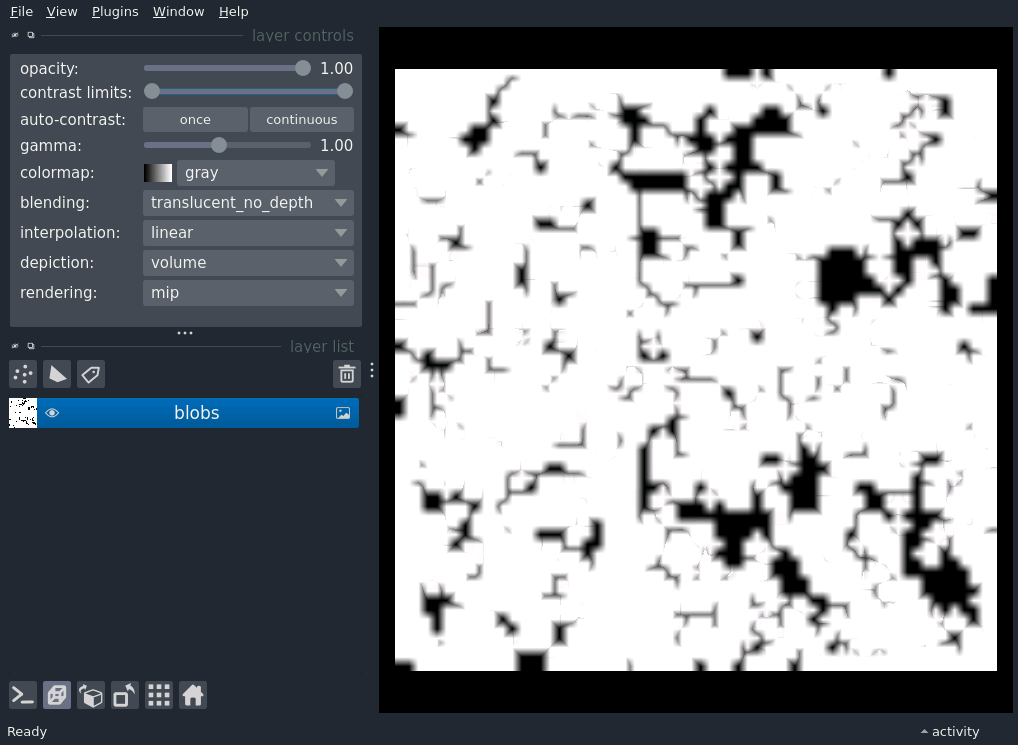 File View Plugins Window Help
layer controls
opacity: 1.00
contrast limits:
auto-contrast: once continuous
gamma: 1.00
colormap: gray
blending: translucent_no_depth
interpolation: linear
depiction: volume
rendering: mip
layer list
blobs
Ready activity